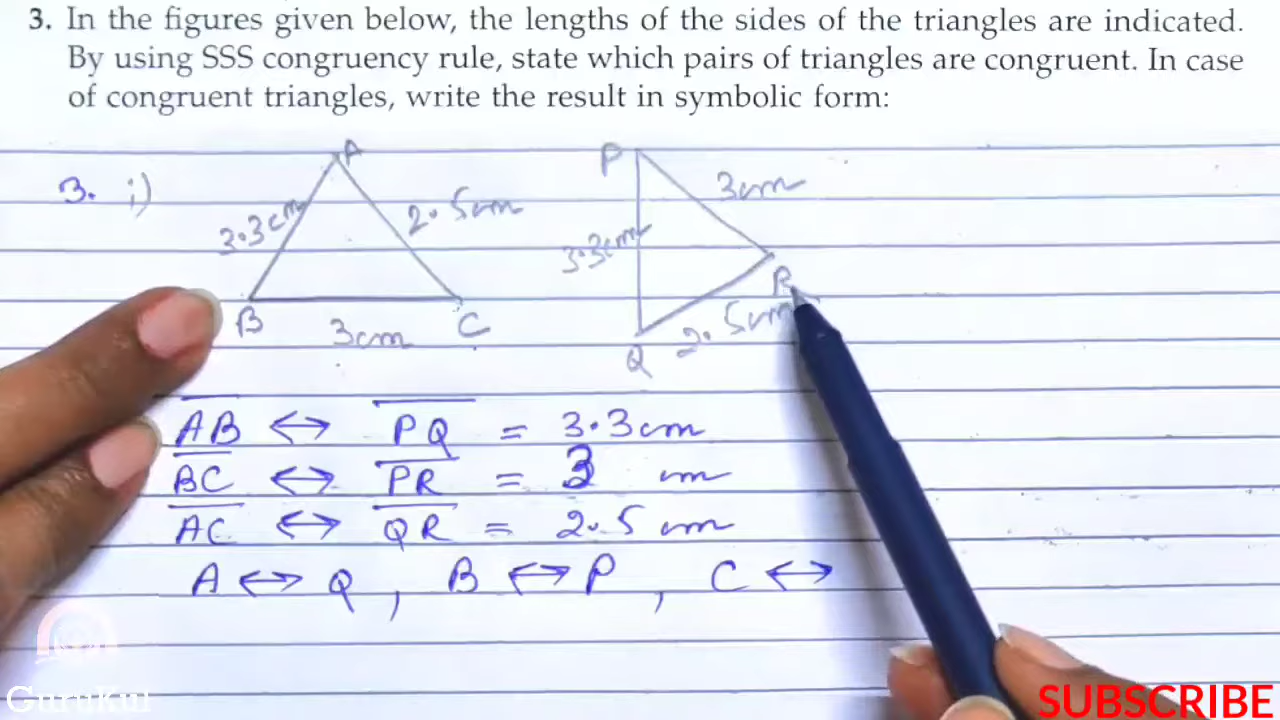 3. In the figures given below, the lengths of the sides of the triangles are indicated.
By using SSS congruency rule, state which pairs of triangles are congruent. In case
of congruent triangles, write the result in symbolic form:
3. i)
A
3.3cm
2.5cm
B
3cm
C
P
3cm
3.3cm
R
2.5cm
Q
AB ↔ PQ = 3.3cm
BC ↔ PR = 3 cm
AC ↔ QR = 2.5 cm
A ↔ Q, B ↔ P, C ↔
Gurukul
SUBSCRIBE